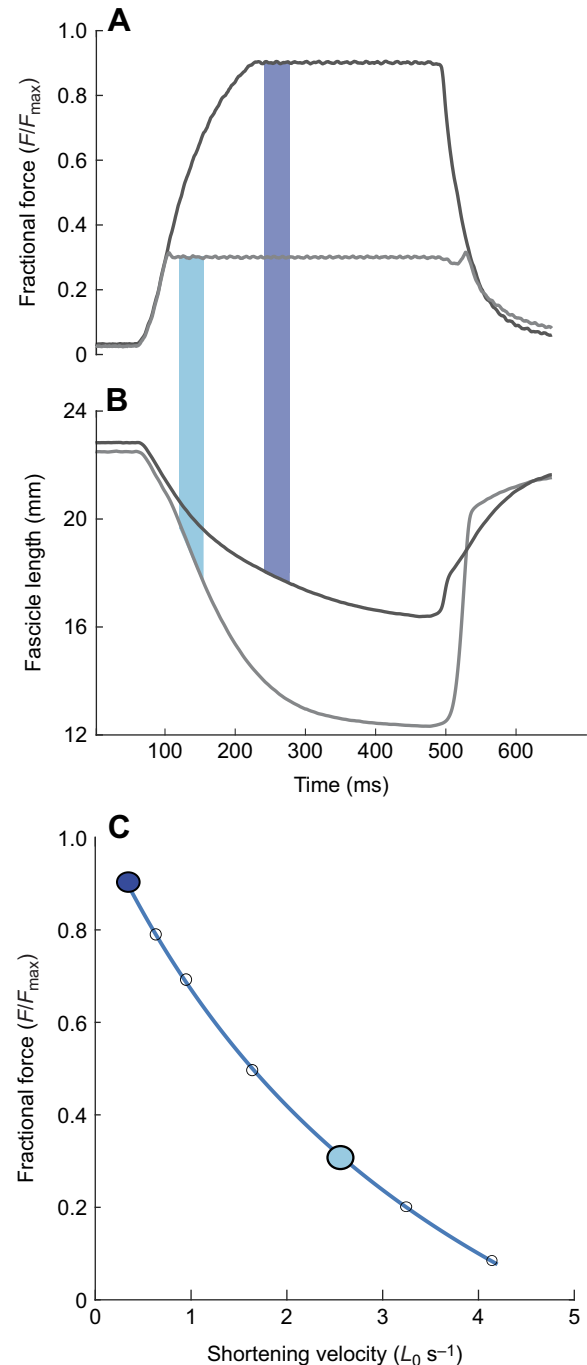 A
1.0
0.8
0.6
0.4
0.2
0
Fractional force (F/Fmax)
B
24
20
16
12
Fascicle length (mm)
100 200 300 400 500 600
Time (ms)
C
1.0
0.8
0.6
0.4
0.2
0
Fractional force (F/Fmax)
0 1 2 3 4 5
Shortening velocity (L0 s–1)